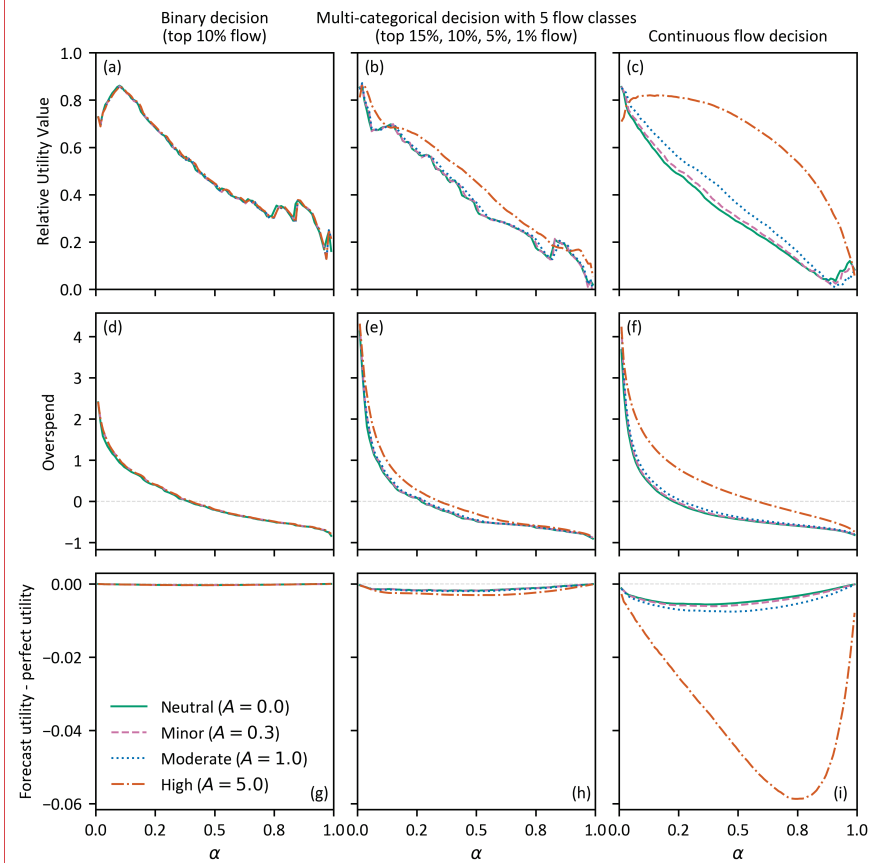 Binary decision
(top 10% flow)
Multi-categorical decision with 5 flow classes
(top 15%, 10%, 5%, 1% flow)
Continuous flow decision
Relative Utility Value
1.0
0.8
0.6
0.4
0.2
0.0
(a)
(b)
(c)
Overspend
4
3
2
1
0
−1
(d)
(e)
(f)
Forecast utility - perfect utility
0.00
−0.02
−0.04
−0.06
Neutral (A = 0.0)
Minor (A = 0.3)
Moderate (A = 1.0)
High (A = 5.0)
(g)
(h)
(i)
0.0 0.2 0.5 0.8 1.0
0.0 0.2 0.5 0.8 1.0
0.0 0.2 0.5 0.8 1.0
α
α
α